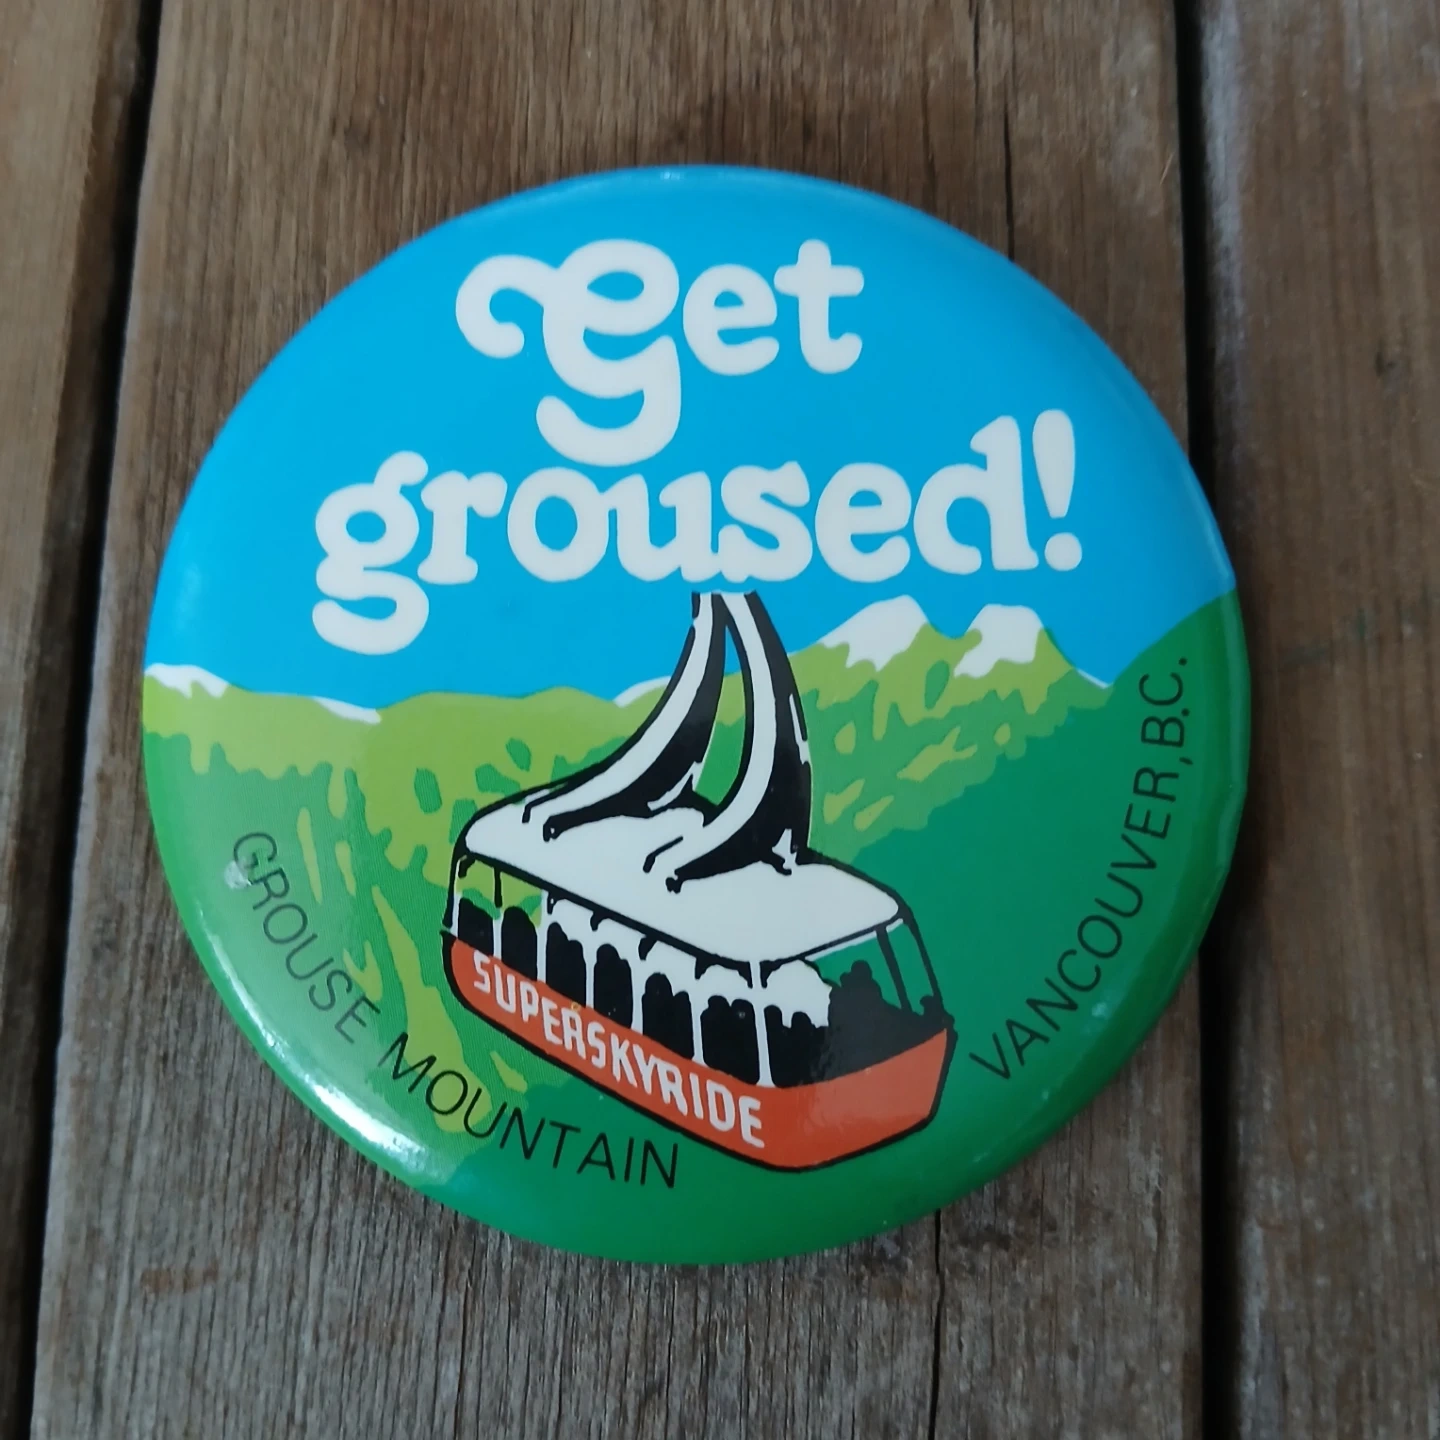 Get
groused!
SUPERSKYRIDE
GROUSE MOUNTAIN
VANCOUVER, B.C.